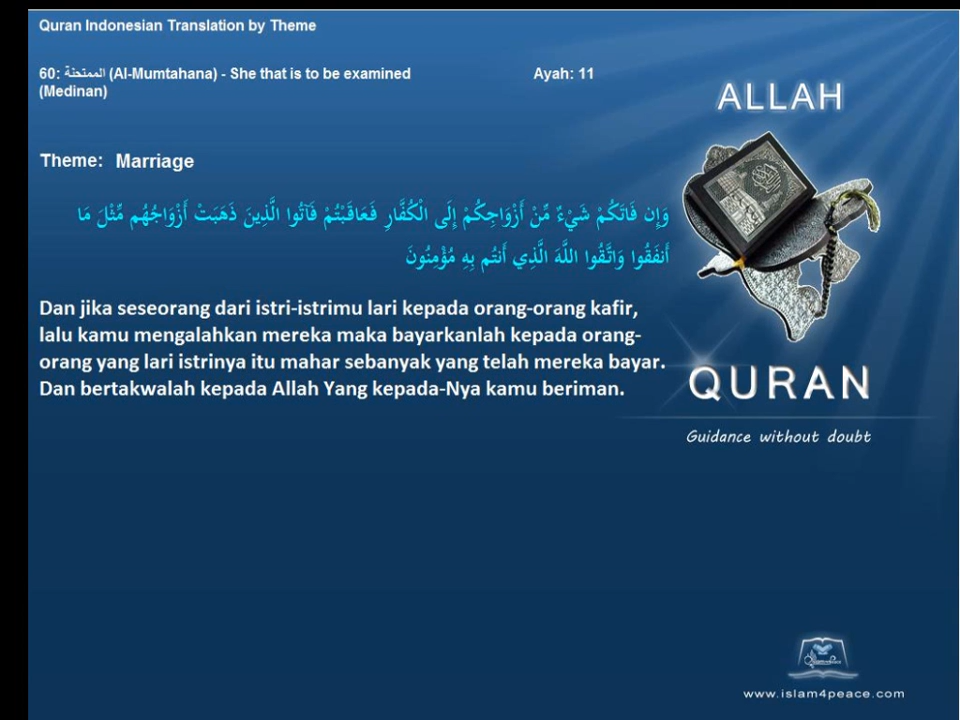 Quran Indonesian Translation by Theme
60: الممتحنة (Al-Mumtahana) - She that is to be examined
(Medinan)
Ayah: 11
Theme: Marriage
وَإِن فَاتَكُمْ شَيْءٌ مِّنْ أَزْوَاجِكُمْ إِلَى الْكُفَّارِ فَعَاقَبْتُمْ فَآتُوا الَّذِينَ ذَهَبَتْ أَزْوَاجُهُم مِّثْلَ مَا
أَنفَقُوا وَاتَّقُوا اللَّهَ الَّذِي أَنتُم بِهِ مُؤْمِنُونَ
Dan jika seseorang dari istri-istrimu lari kepada orang-orang kafir,
lalu kamu mengalahkan mereka maka bayarkanlah kepada orang-
orang yang lari istrinya itu mahar sebanyak yang telah mereka bayar.
Dan bertakwalah kepada Allah Yang kepada-Nya kamu beriman.
ALLAH
QURAN
Guidance without doubt
www.islam4peace.com